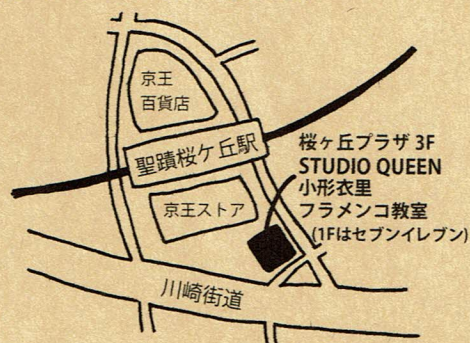 京王
百貨店
聖蹟桜ケ丘駅
京王ストア
川崎街道
桜ヶ丘プラザ 3F
STUDIO QUEEN
小形衣里
フラメンコ教室
(1Fはセブンイレブン)